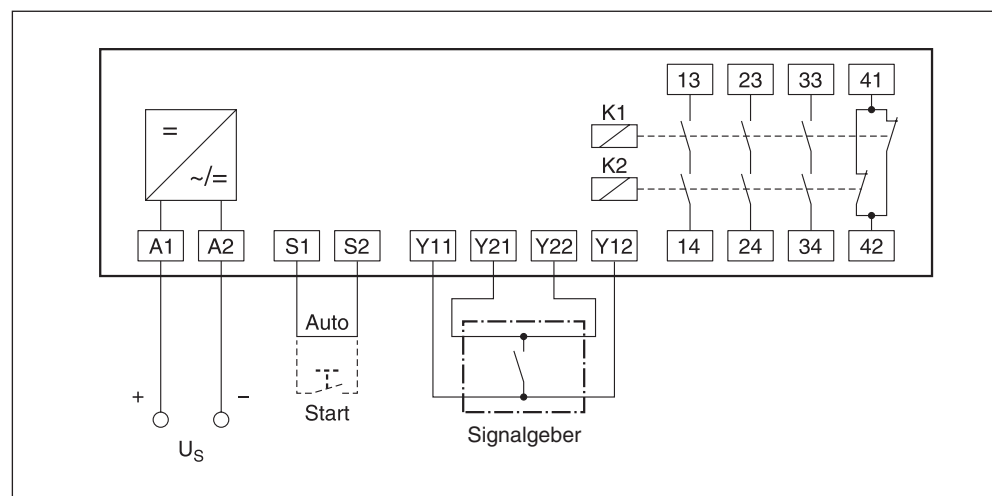 13 23 33 41
K1
=
K2
~/=
A1 A2 S1 S2 Y11 Y21 Y22 Y12 14 24 34 42
Auto
+ −
Start
Signalgeber
US